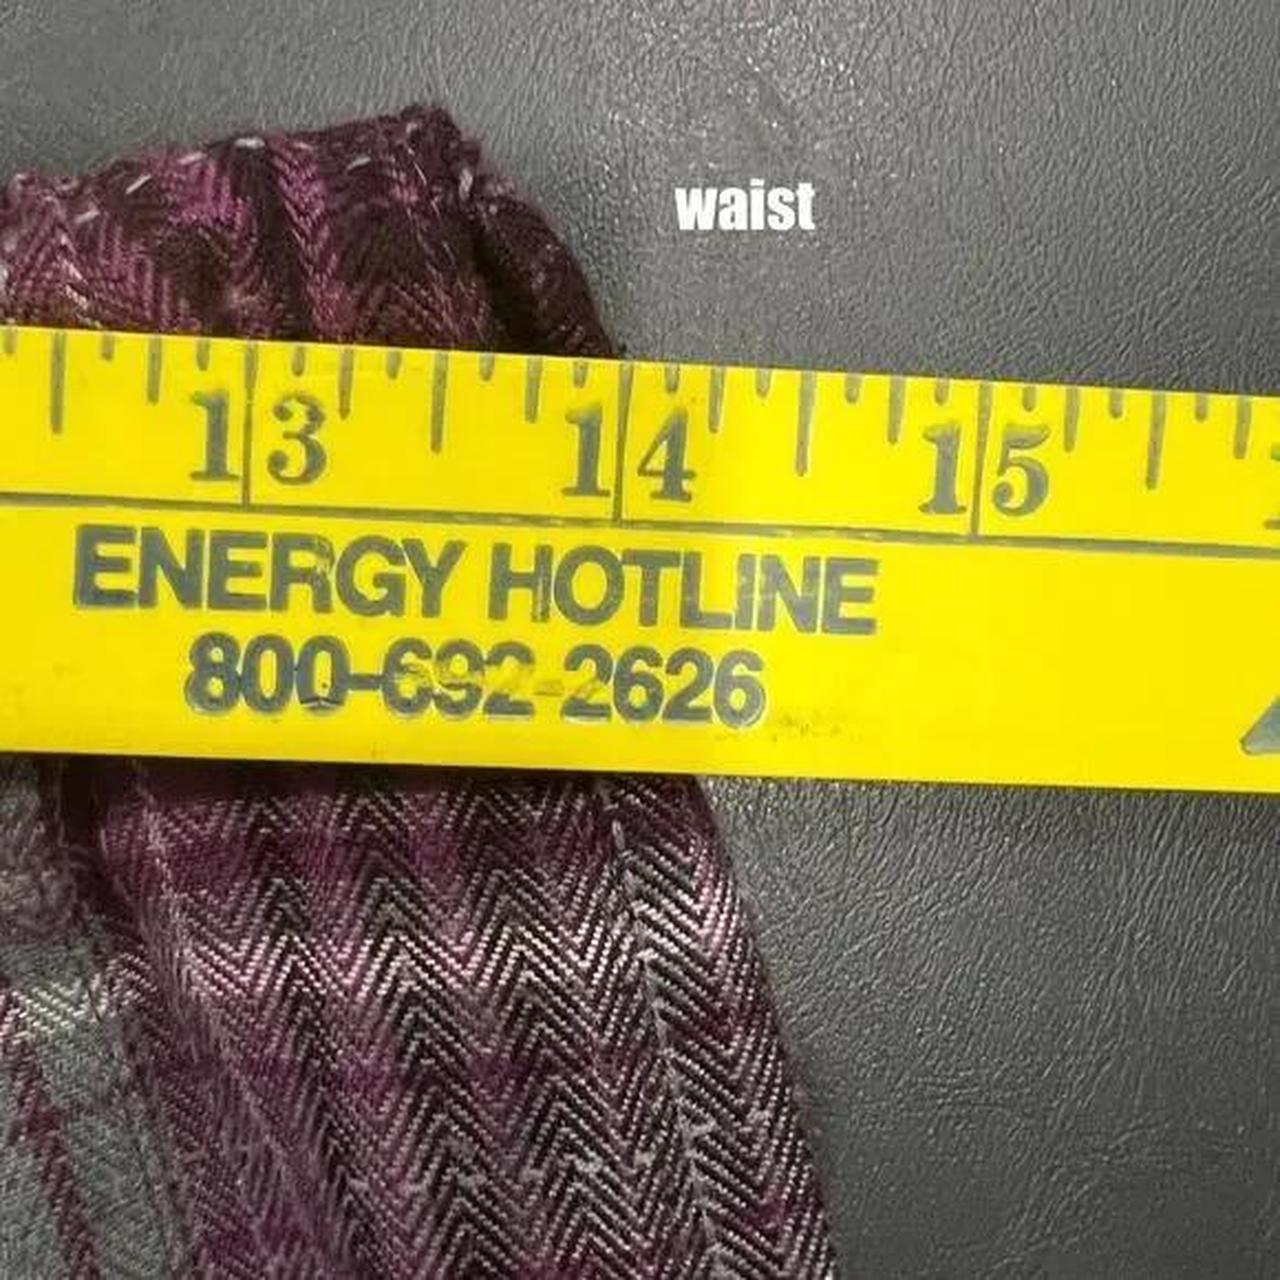 waist
13 14 15
ENERGY HOTLINE
800-692-2626